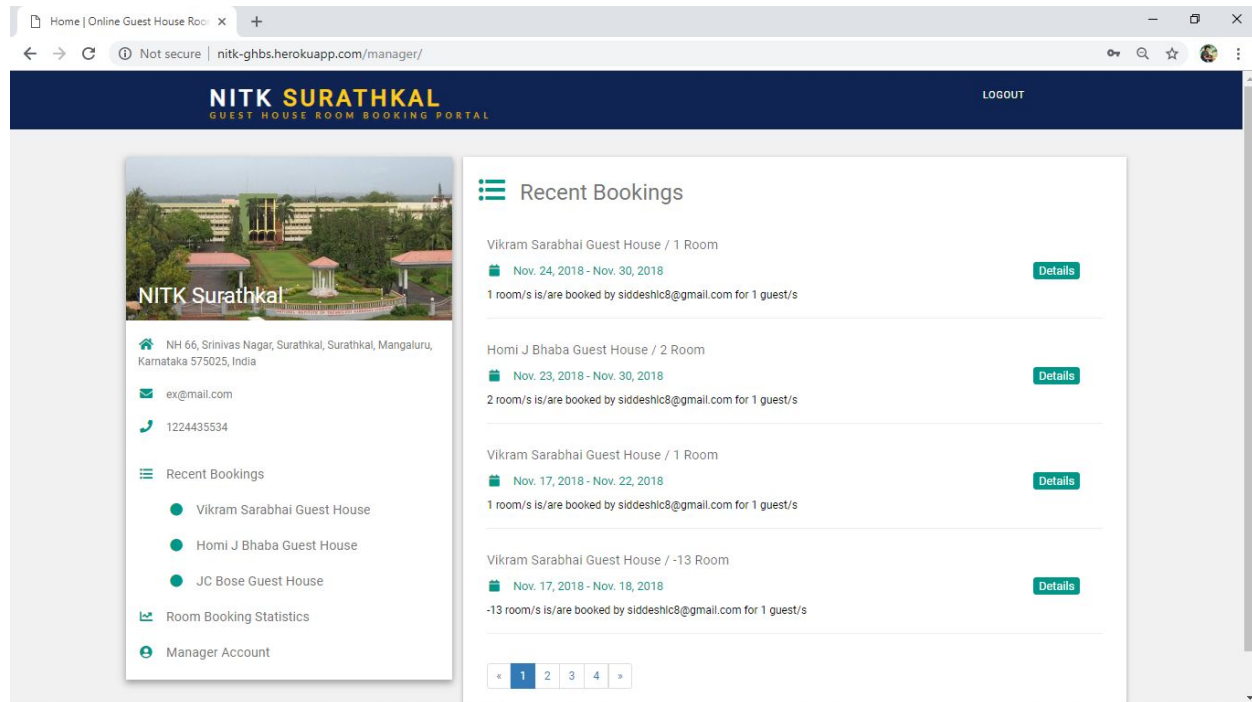 Home | Online Guest House Roo
Not secure | nitk-ghbs.herokuapp.com/manager/
NITK SURATHKAL
GUEST HOUSE ROOM BOOKING PORTAL
LOGOUT
NITK Surathkal
NH 66, Srinivas Nagar, Surathkal, Surathkal, Mangaluru,
Karnataka 575025, India
ex@mail.com
1224435534
Recent Bookings
Vikram Sarabhai Guest House
Homi J Bhaba Guest House
JC Bose Guest House
Room Booking Statistics
Manager Account
Recent Bookings
Vikram Sarabhai Guest House / 1 Room
Nov. 24, 2018 - Nov. 30, 2018
Details
1 room/s is/are booked by siddeshlc8@gmail.com for 1 guest/s
Homi J Bhaba Guest House / 2 Room
Nov. 23, 2018 - Nov. 30, 2018
Details
2 room/s is/are booked by siddeshlc8@gmail.com for 1 guest/s
Vikram Sarabhai Guest House / 1 Room
Nov. 17, 2018 - Nov. 22, 2018
Details
1 room/s is/are booked by siddeshlc8@gmail.com for 1 guest/s
Vikram Sarabhai Guest House / -13 Room
Nov. 17, 2018 - Nov. 18, 2018
Details
-13 room/s is/are booked by siddeshlc8@gmail.com for 1 guest/s
« 1 2 3 4 »